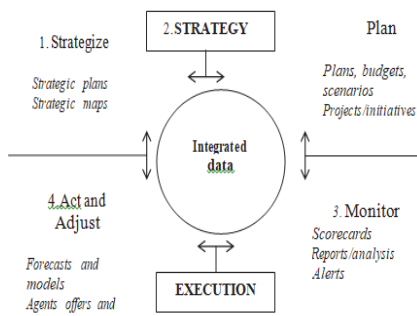 1. Strategize
Strategic plans
Strategic maps
2. STRATEGY
Plan
Plans, budgets,
scenarios
Projects/initiatives
Integrated
data
4. Act and
Adjust
Forecasts and
models
Agents offers and
EXECUTION
3. Monitor
Scorecards
Reports/analysis
Alerts